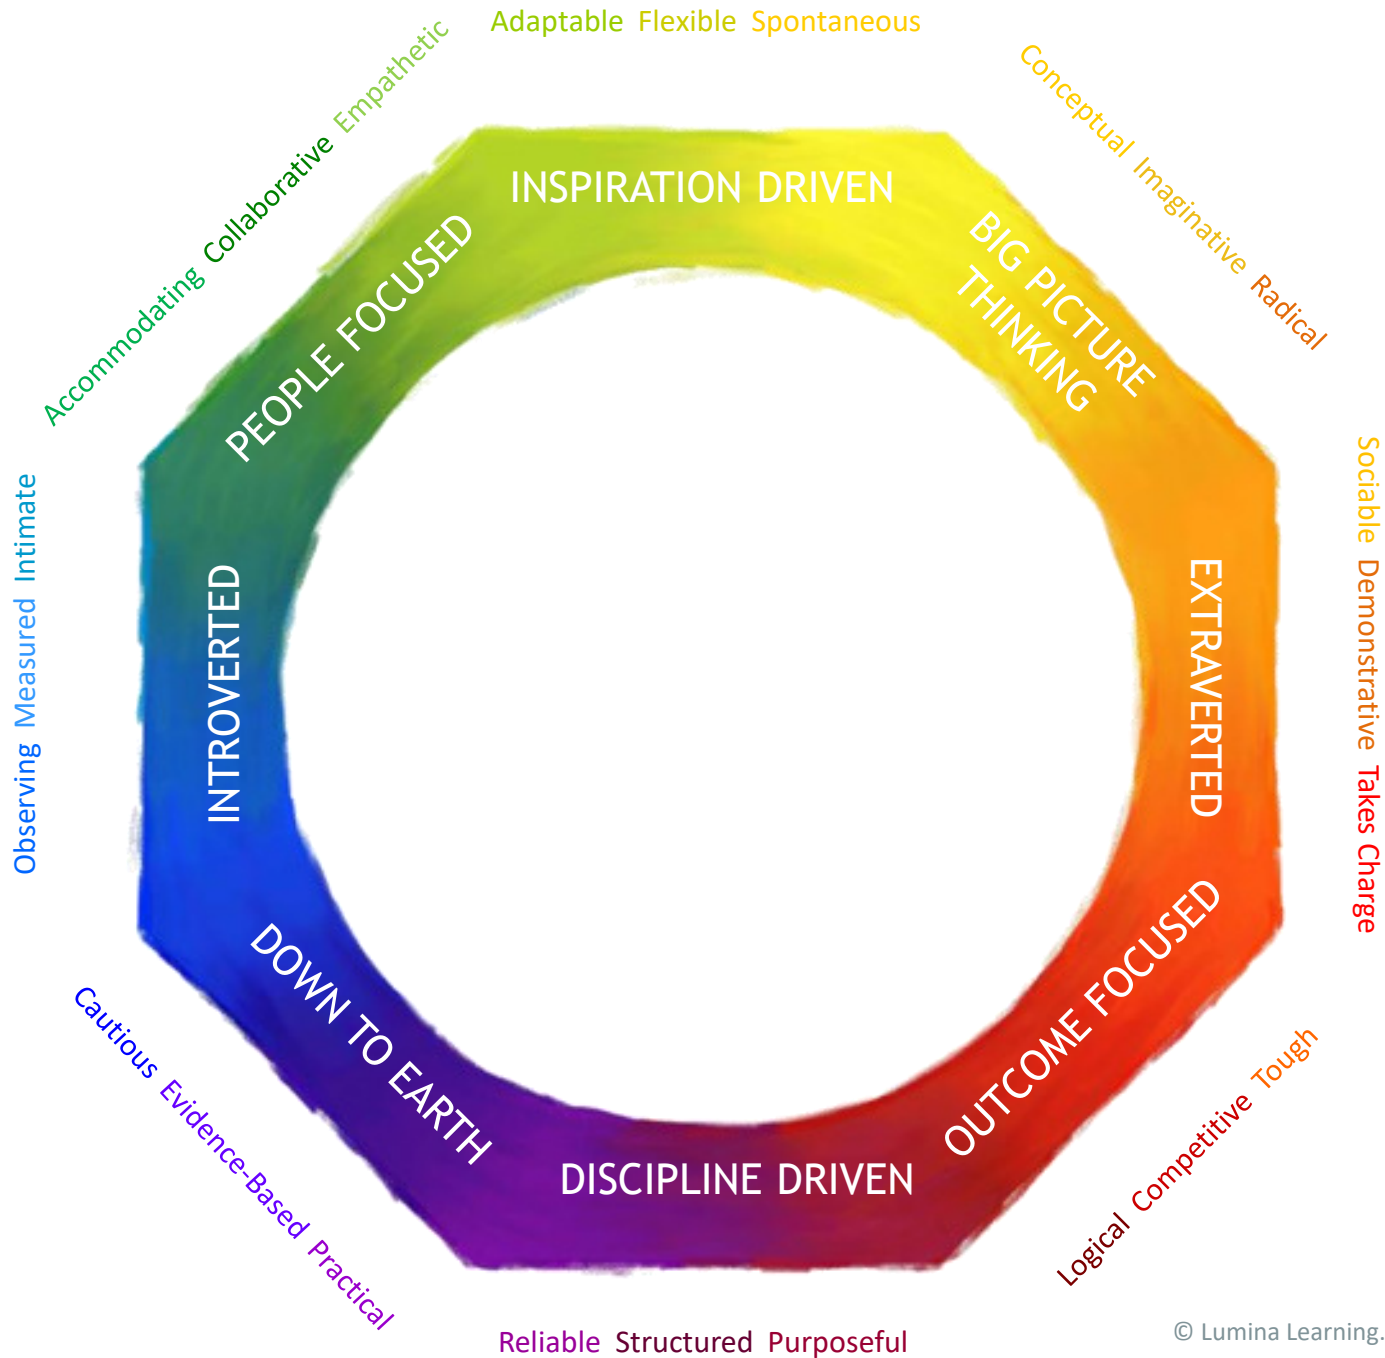 Adaptable Flexible Spontaneous
Conceptual Imaginative Radical
Sociable Demonstrative Takes Charge
Logical Competitive Tough
Reliable Structured Purposeful
Cautious Evidence-Based Practical
Observing Measured Intimate
Accommodating Collaborative Empathetic
INSPIRATION DRIVEN
BIG PICTURE
THINKING
EXTRAVERTED
OUTCOME FOCUSED
DISCIPLINE DRIVEN
DOWN TO EARTH
INTROVERTED
PEOPLE FOCUSED
© Lumina Learning.